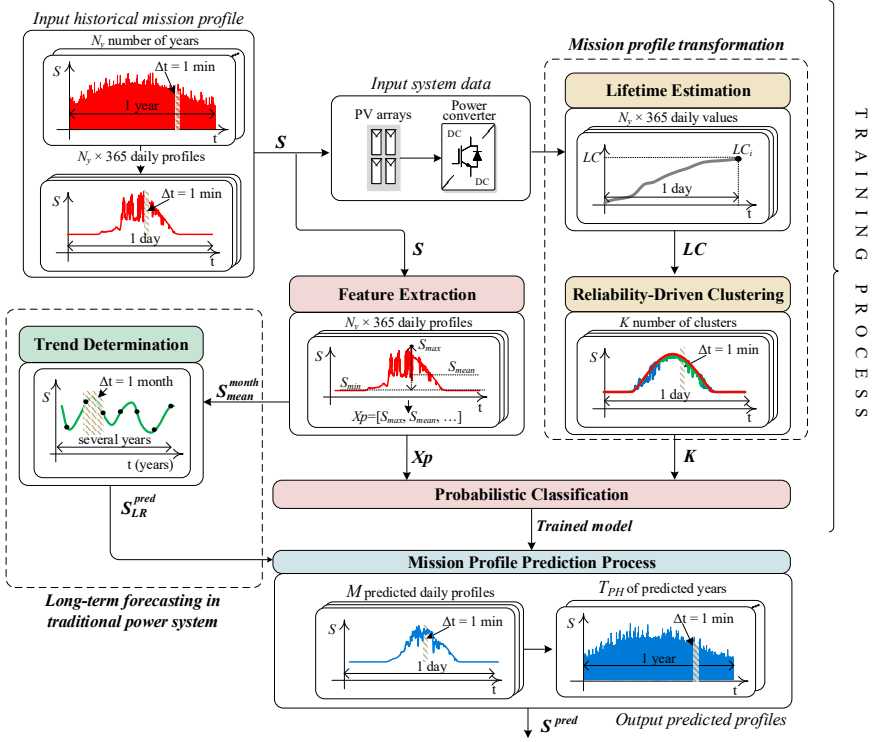 Input historical mission profile
N_y number of years
S
Δt = 1 min
1 year
t
N_y × 365 daily profiles
S
Δt = 1 min
1 day
t
S
Input system data
PV arrays
Power
converter
DC
DC
Mission profile transformation
Lifetime Estimation
N_y × 365 daily values
LC
LC_i
1 day
t
LC
Reliability-Driven Clustering
K number of clusters
S
Δt = 1 min
1 day
t
K
TRAINING PROCESS
S
Feature Extraction
N_y × 365 daily profiles
S
S_max
S_mean
S_min
t
Xp=[S_max, S_mean, …]
Xp
S_mean^month
Trend Determination
S
Δt = 1 month
several years
t (years)
S_LR^pred
Long-term forecasting in
traditional power system
Probabilistic Classification
Trained model
Mission Profile Prediction Process
M predicted daily profiles
S
Δt = 1 min
1 day
t
T_PH of predicted years
S
Δt = 1 min
1 year
t
S^pred
Output predicted profiles